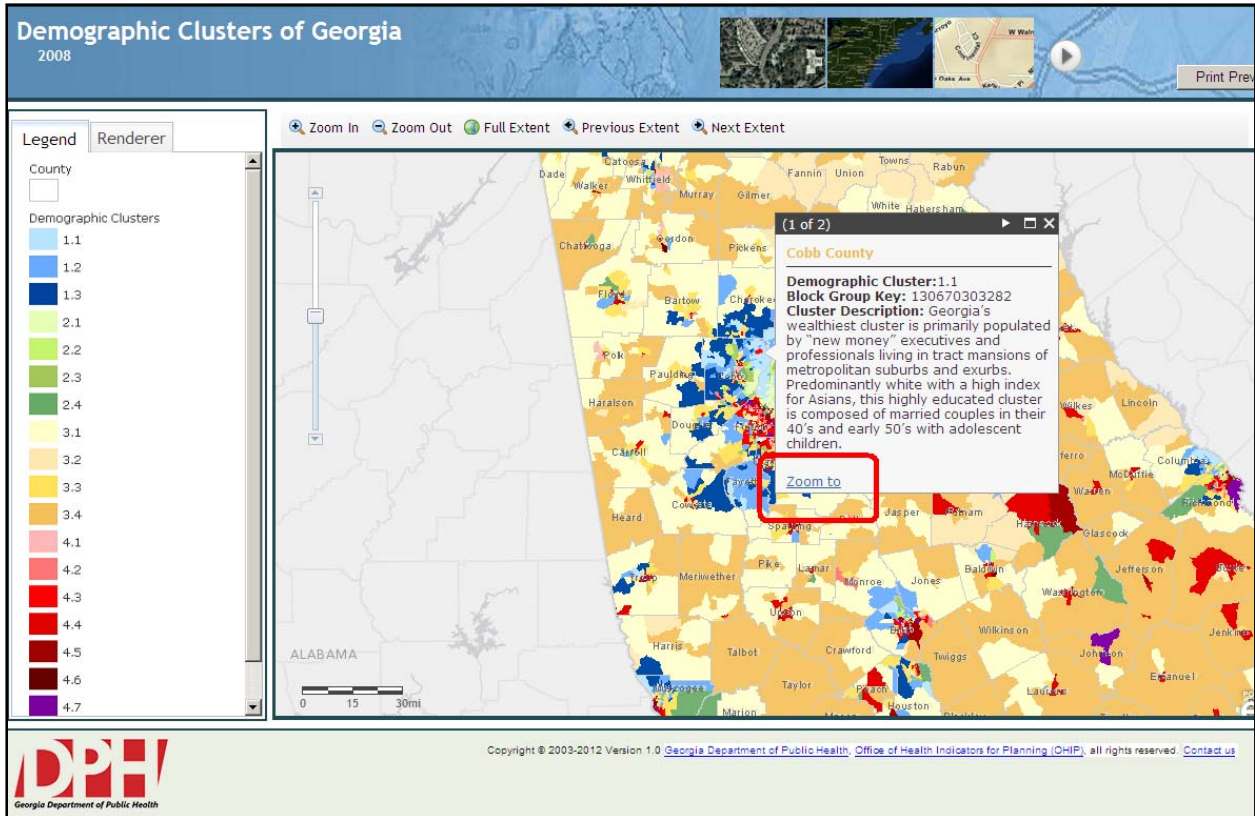 Demographic Clusters of Georgia
2008
W Waln
Oaks Ave
Print Prev
Legend
Renderer
Zoom In
Zoom Out
Full Extent
Previous Extent
Next Extent
County
Demographic Clusters
1.1
1.2
1.3
2.1
2.2
2.3
2.4
3.1
3.2
3.3
3.4
4.1
4.2
4.3
4.4
4.5
4.6
4.7
Dade
Catoosa
Walker
Whitfield
Murray
Fannin
Union
Towns
Rabun
Gilmer
White
Habersham
Chattooga
Gordon
Pickens
Floyd
Bartow
Cherokee
Polk
Paulding
Haralson
Carroll
Coweta
Fayette
Heard
Spalding
Jasper
Putnam
Hancock
Wilkes
Lincoln
Columbia
McDuffie
Warren
Richmond
Glascock
Troup
Meriwether
Pike
Lamar
Monroe
Jones
Baldwin
Washington
Jefferson
Burke
Upson
Bibb
Wilkinson
Johnson
Jenkins
Harris
Talbot
Crawford
Twiggs
Emanuel
Muscogee
Taylor
Peach
Houston
Laurens
Marion
ALABAMA
0 15 30mi
(1 of 2)
Cobb County
Demographic Cluster:1.1
Block Group Key: 130670303282
Cluster Description: Georgia's
wealthiest cluster is primarily populated
by "new money" executives and
professionals living in tract mansions of
metropolitan suburbs and exurbs.
Predominantly white with a high index
for Asians, this highly educated cluster
is composed of married couples in their
40's and early 50's with adolescent
children.
Zoom to
DPH
Georgia Department of Public Health
Copyright © 2003-2012 Version 1.0 Georgia Department of Public Health, Office of Health Indicators for Planning (OHIP), all rights reserved. Contact us